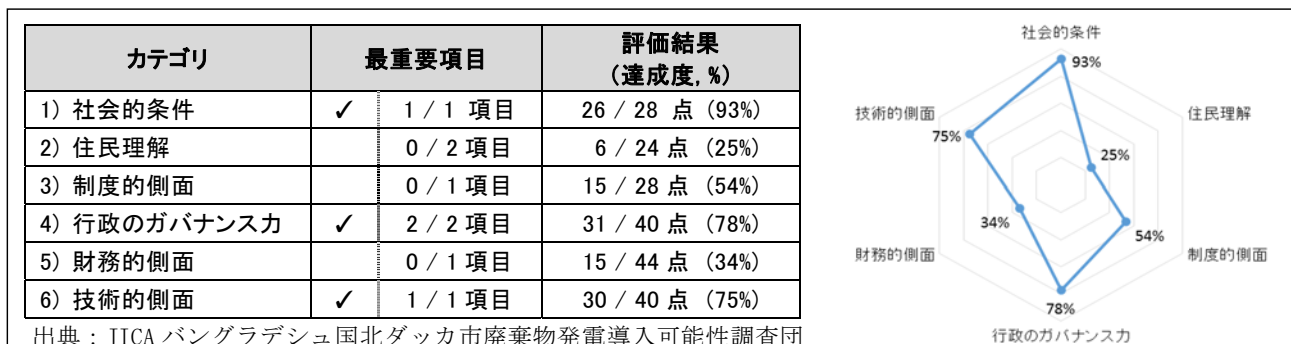 カテゴリ 最重要項目 評価結果
(達成度, %)
1) 社会的条件 ✓ 1 / 1 項目 26 / 28 点 (93%)
2) 住民理解 0 / 2 項目 6 / 24 点 (25%)
3) 制度的側面 0 / 1 項目 15 / 28 点 (54%)
4) 行政のガバナンス力 ✓ 2 / 2 項目 31 / 40 点 (78%)
5) 財務的側面 0 / 1 項目 15 / 44 点 (34%)
6) 技術的側面 ✓ 1 / 1 項目 30 / 40 点 (75%)
出典：JICA バングラデシュ国北ダッカ市廃棄物発電導入可能性調査団
社会的条件
93%
住民理解
25%
制度的側面
54%
行政のガバナンス力
78%
財務的側面
34%
技術的側面
75%